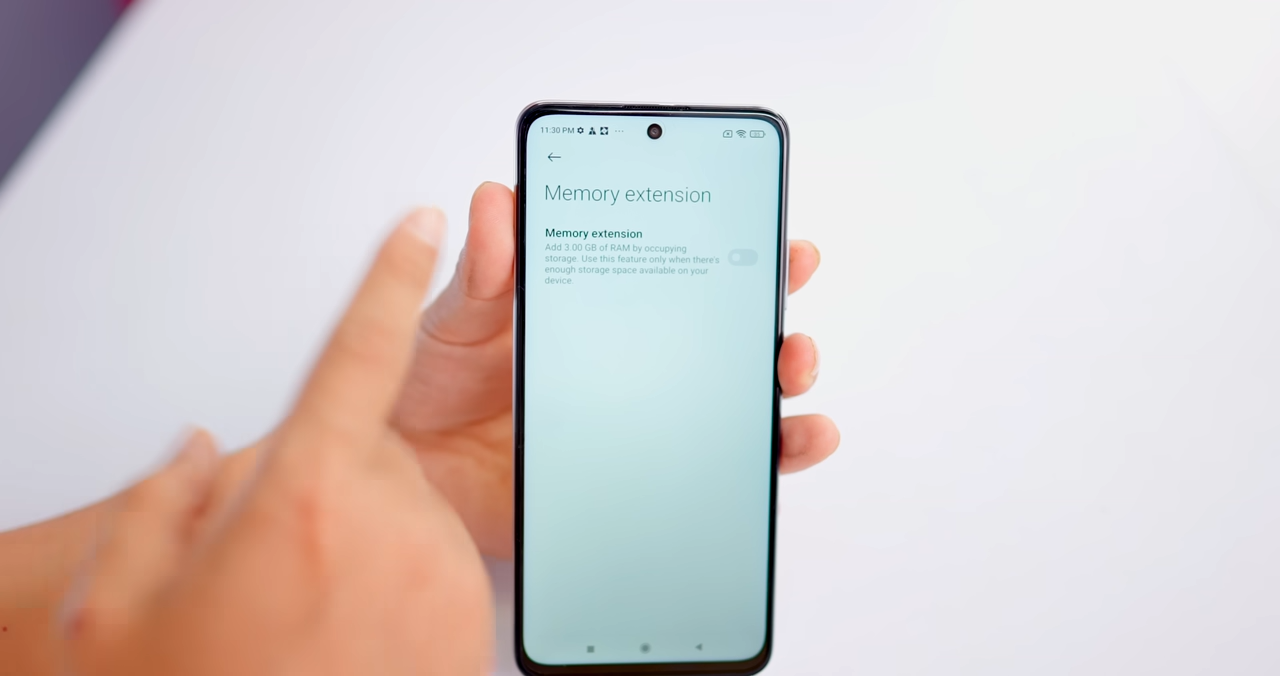 11:30 PM
Memory extension
Memory extension
Add 3.00 GB of RAM by occupying
storage. Use this feature only when there's
enough storage space available on your
device.